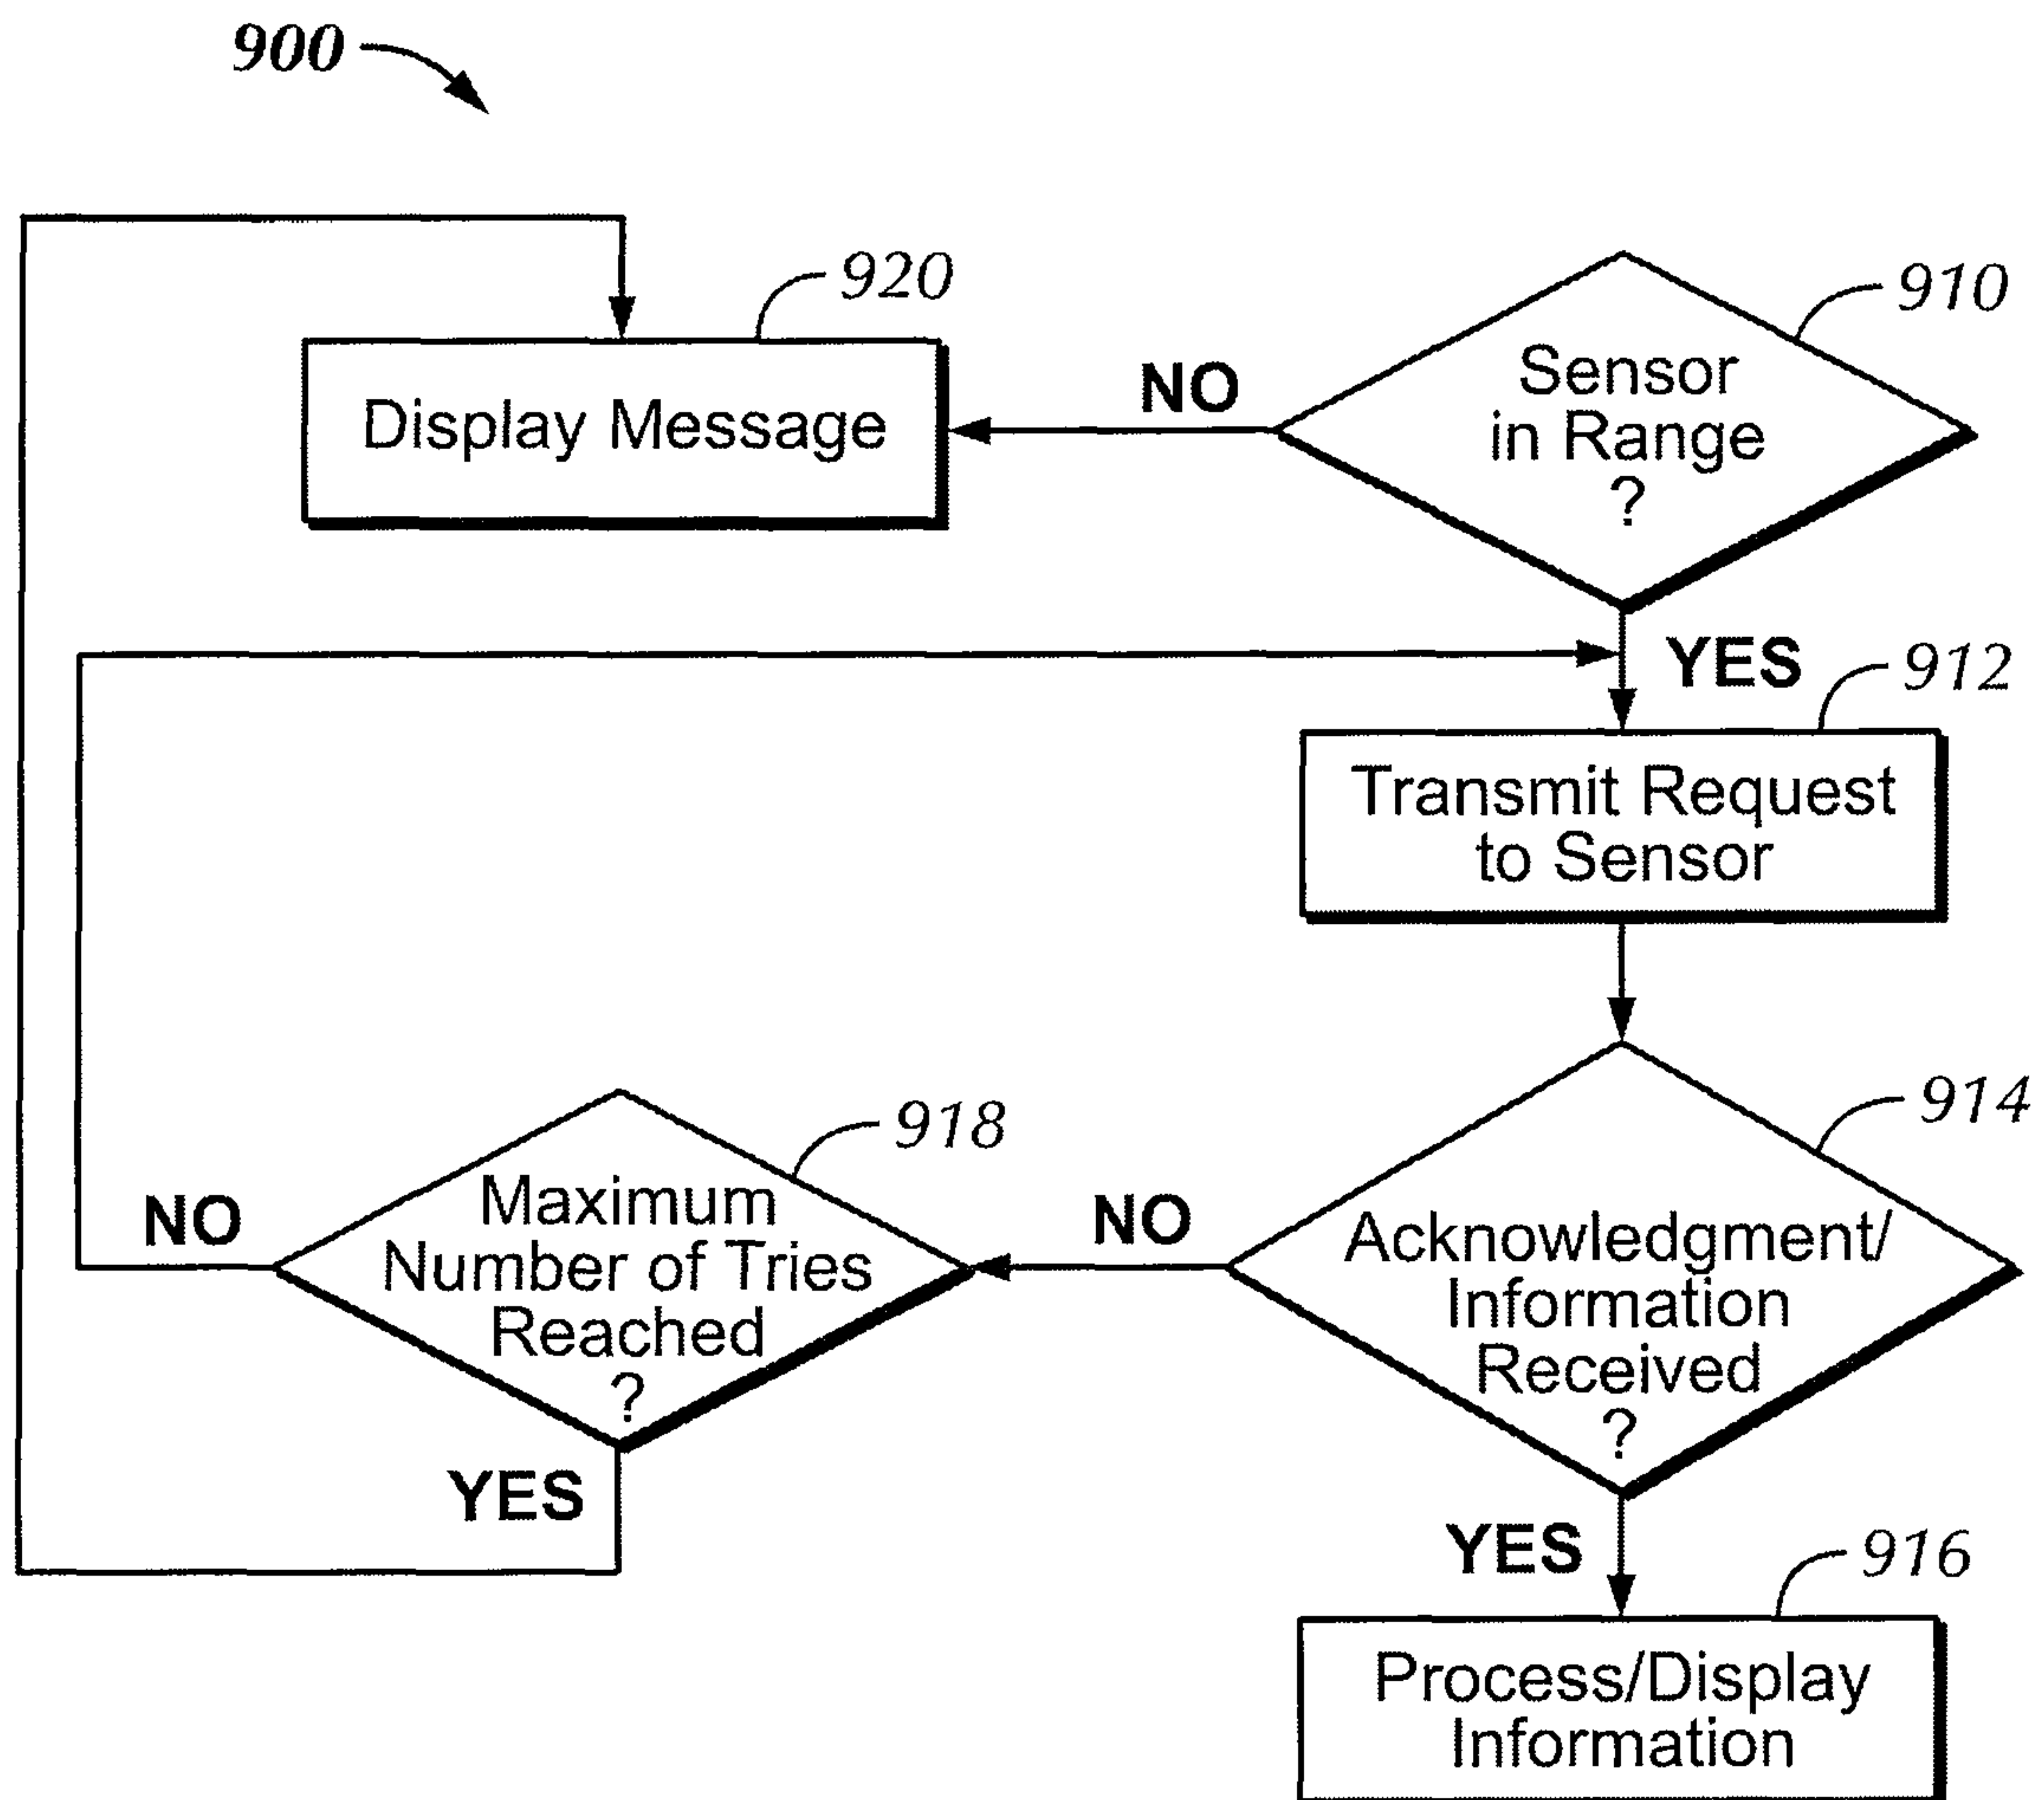 900
920
Display Message
NO
910
Sensor
in Range
?
YES
912
Transmit Request
to Sensor
914
Acknowledgment/
Information
Received
?
NO
918
Maximum
Number of Tries
Reached
?
NO
YES
YES
916
Process/Display
Information